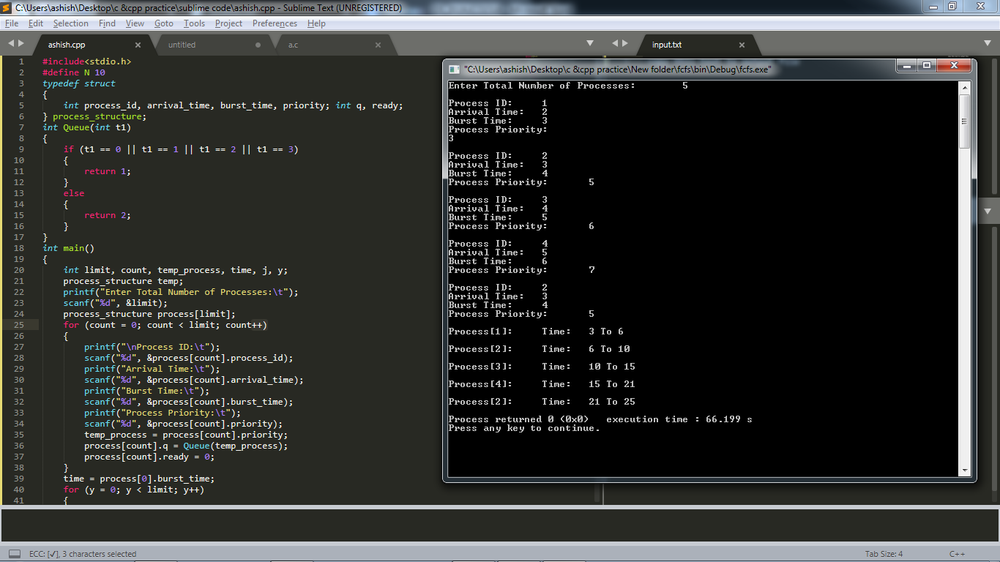 C:\Users\ashish\Desktop\c &cpp practice\sublime code\ashish.cpp - Sublime Text (UNREGISTERED)
File Edit Selection Find View Goto Tools Project Preferences Help
ashish.cpp untitled a.c input.txt
1 #include<stdio.h>
2 #define N 10
3 typedef struct
4 {
5 int process_id, arrival_time, burst_time, priority; int q, ready;
6 } process_structure;
7 int Queue(int t1)
8 {
9 if (t1 == 0 || t1 == 1 || t1 == 2 || t1 == 3)
10 {
11 return 1;
12 }
13 else
14 {
15 return 2;
16 }
17 }
18 int main()
19 {
20 int limit, count, temp_process, time, j, y;
21 process_structure temp;
22 printf("Enter Total Number of Processes:\t");
23 scanf("%d", &limit);
24 process_structure process[limit];
25 for (count = 0; count < limit; count++)
26 {
27 printf("\nProcess ID:\t");
28 scanf("%d", &process[count].process_id);
29 printf("Arrival Time:\t");
30 scanf("%d", &process[count].arrival_time);
31 printf("Burst Time:\t");
32 scanf("%d", &process[count].burst_time);
33 printf("Process Priority:\t");
34 scanf("%d", &process[count].priority);
35 temp_process = process[count].priority;
36 process[count].q = Queue(temp_process);
37 process[count].ready = 0;
38 }
39 time = process[0].burst_time;
40 for (y = 0; y < limit; y++)
41 {
"C:\Users\ashish\Desktop\c &cpp practice\New folder\fcfs\bin\Debug\fcfs.exe"
Enter Total Number of Processes: 5
Process ID: 1
Arrival Time: 2
Burst Time: 3
Process Priority:
3
Process ID: 2
Arrival Time: 3
Burst Time: 4
Process Priority: 5
Process ID: 3
Arrival Time: 4
Burst Time: 5
Process Priority: 6
Process ID: 4
Arrival Time: 5
Burst Time: 6
Process Priority: 7
Process ID: 2
Arrival Time: 3
Burst Time: 4
Process Priority: 5
Process[1]: Time: 3 To 6
Process[2]: Time: 6 To 10
Process[3]: Time: 10 To 15
Process[4]: Time: 15 To 21
Process[2]: Time: 21 To 25
Process returned 0 (0x0) execution time : 66.199 s
Press any key to continue.
ECC: [✓], 3 characters selected
Tab Size: 4 C++